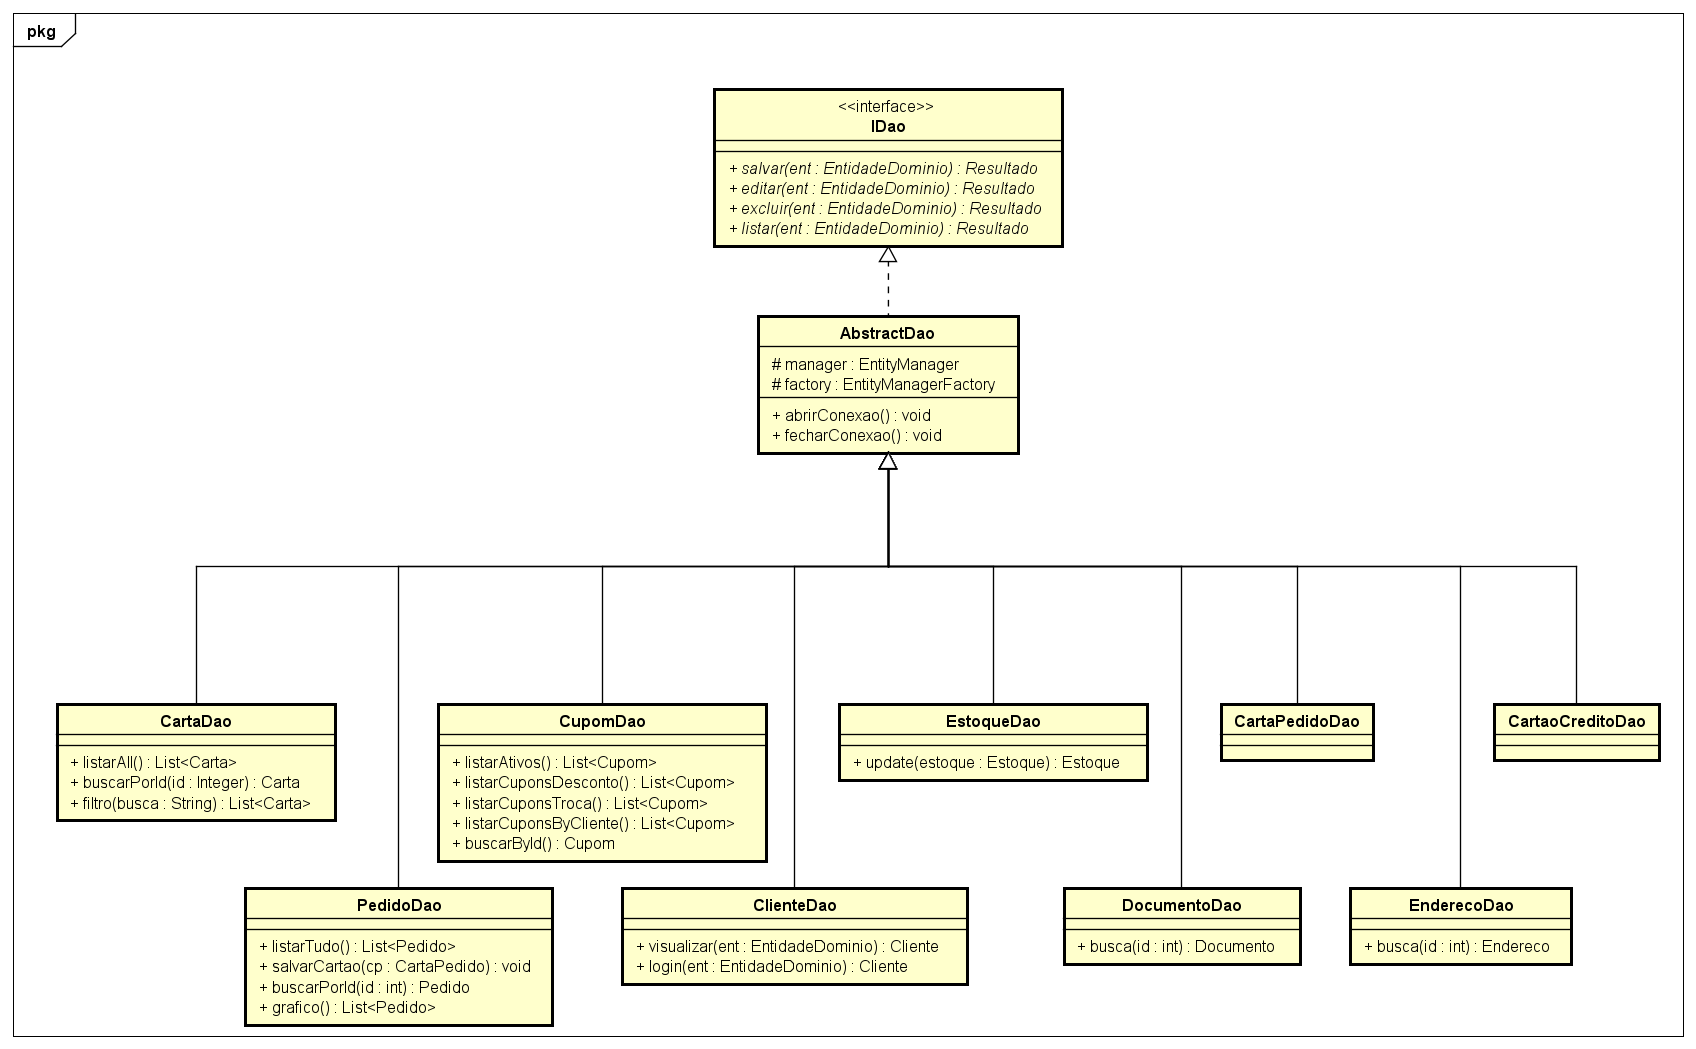 pkg
<<interface>>
IDao
+ salvar(ent : EntidadeDominio) : Resultado
+ editar(ent : EntidadeDominio) : Resultado
+ excluir(ent : EntidadeDominio) : Resultado
+ listar(ent : EntidadeDominio) : Resultado
AbstractDao
# manager : EntityManager
# factory : EntityManagerFactory
+ abrirConexao() : void
+ fecharConexao() : void
CartaDao
+ listarAll() : List<Carta>
+ buscarPorId(id : Integer) : Carta
+ filtro(busca : String) : List<Carta>
CupomDao
+ listarAtivos() : List<Cupom>
+ listarCuponsDesconto() : List<Cupom>
+ listarCuponsTroca() : List<Cupom>
+ listarCuponsByCliente() : List<Cupom>
+ buscarById() : Cupom
EstoqueDao
+ update(estoque : Estoque) : Estoque
CartaPedidoDao
CartaoCreditoDao
PedidoDao
+ listarTudo() : List<Pedido>
+ salvarCartao(cp : CartaPedido) : void
+ buscarPorId(id : int) : Pedido
+ grafico() : List<Pedido>
ClienteDao
+ visualizar(ent : EntidadeDominio) : Cliente
+ login(ent : EntidadeDominio) : Cliente
DocumentoDao
+ busca(id : int) : Documento
EnderecoDao
+ busca(id : int) : Endereco